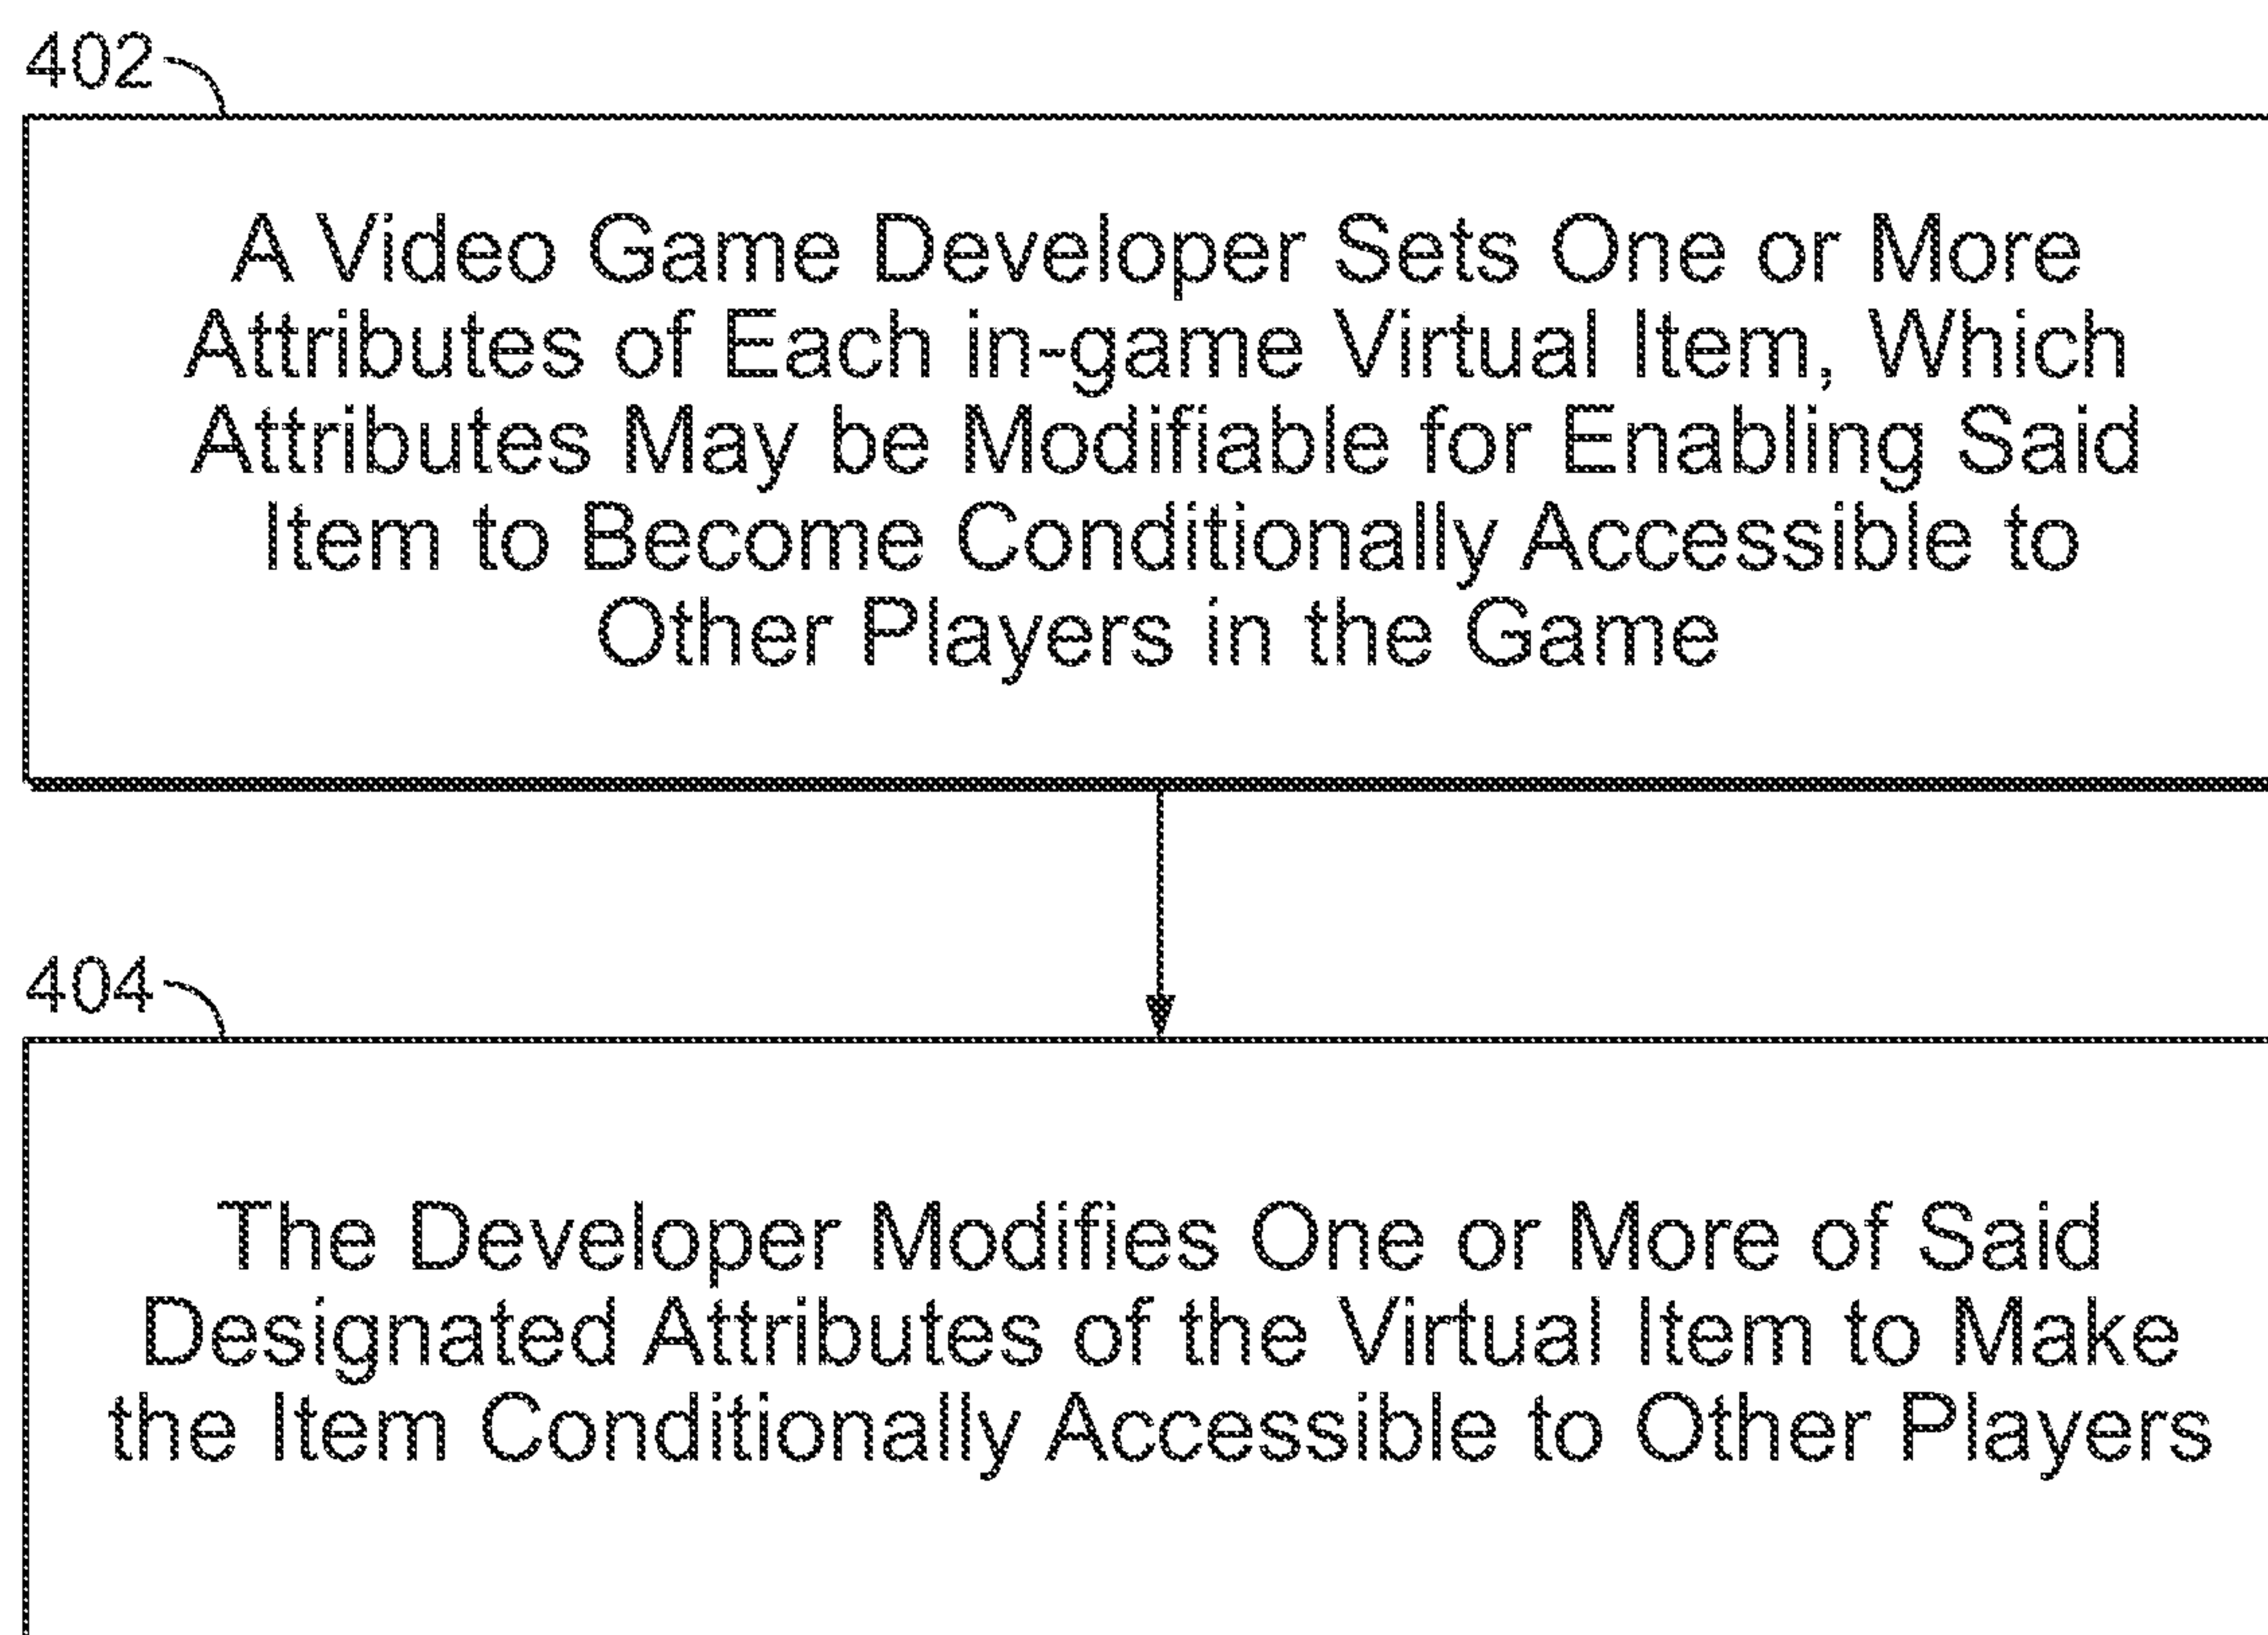 402
A Video Game Developer Sets One or More
Attributes of Each in-game Virtual Item, Which
Attributes May be Modifiable for Enabling Said
Item to Become Conditionally Accessible to
Other Players in the Game
404
The Developer Modifies One or More of Said
Designated Attributes of the Virtual Item to Make
the Item Conditionally Accessible to Other Players